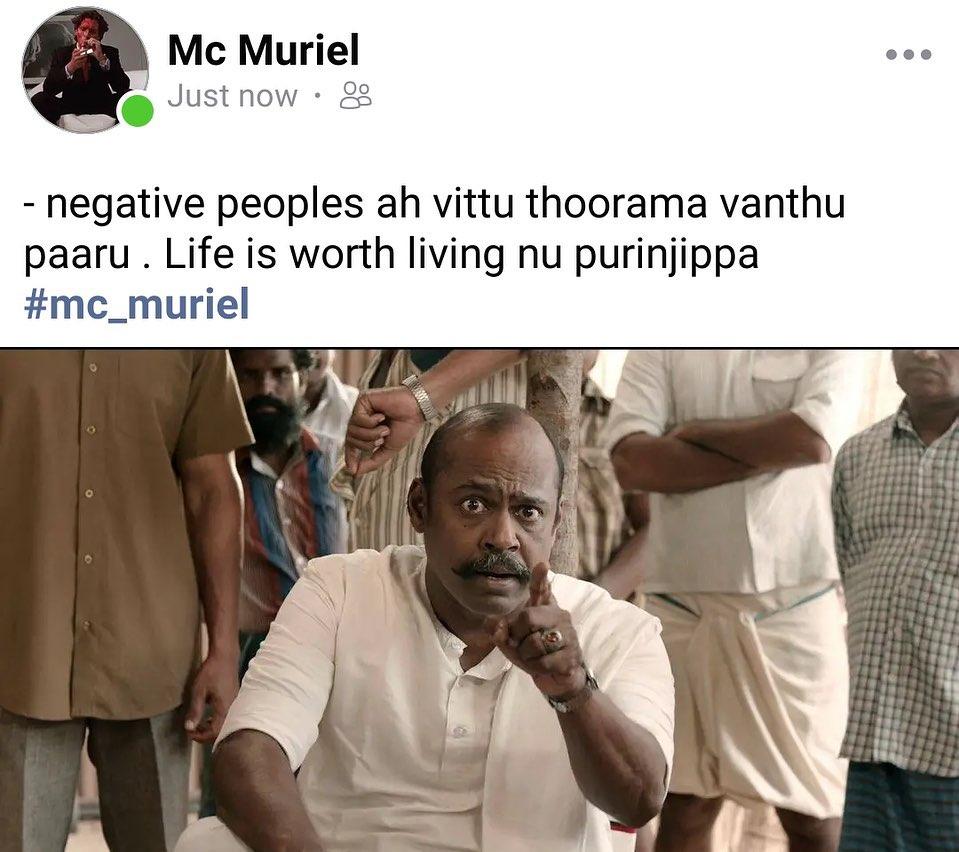 Mc Muriel
Just now ·
- negative peoples ah vittu thoorama vanthu
paaru . Life is worth living nu purinjippa
#mc_muriel